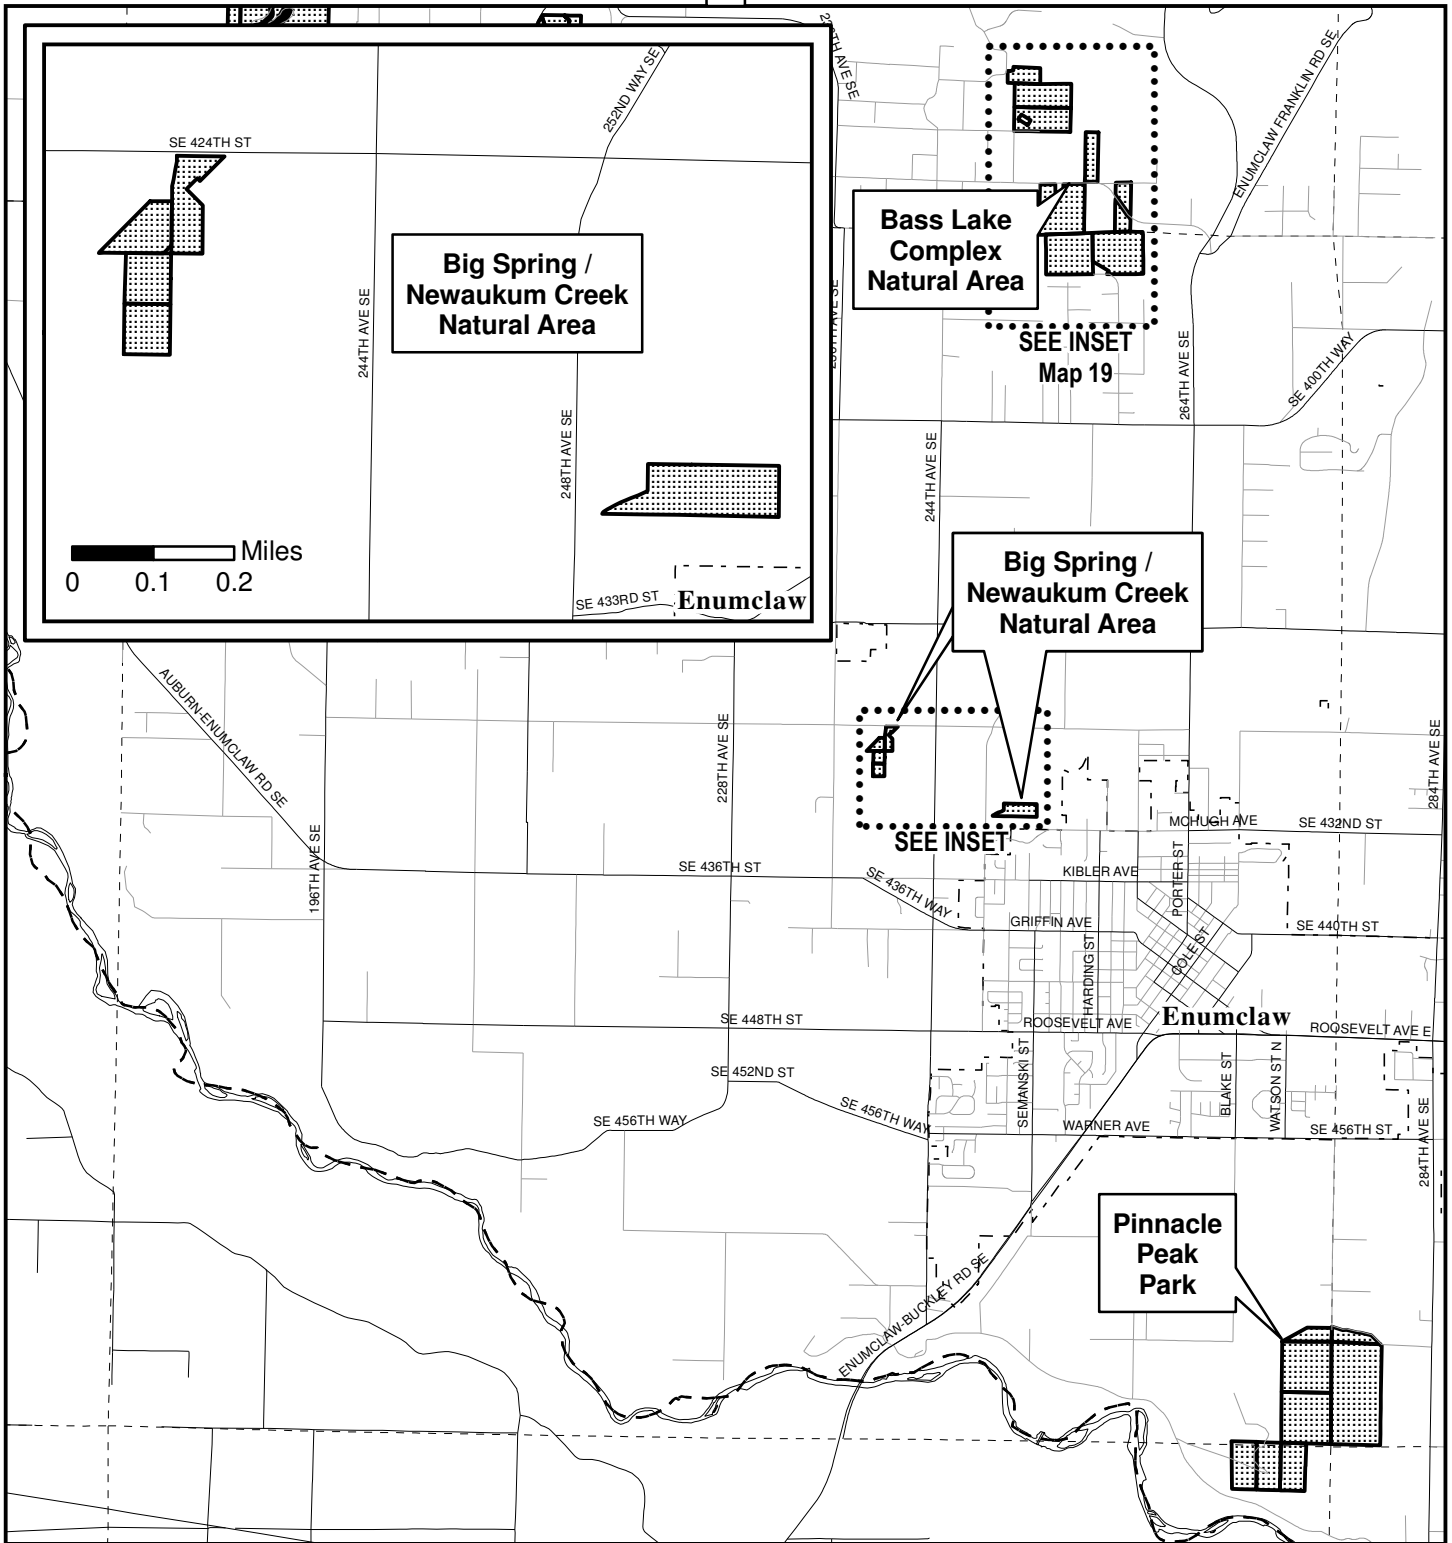 SE 424TH ST
252ND WAY SE
244TH AVE SE
248TH AVE SE
Big Spring /
Newaukum Creek
Natural Area
Miles
0 0.1 0.2
SE 433RD ST
Enumclaw
ENUMCLAW FRANKLIN RD SE
Bass Lake
Complex
Natural Area
SEE INSET
Map 19
264TH AVE SE
SE 400TH WAY
244TH AVE SE
Big Spring /
Newaukum Creek
Natural Area
SEE INSET
AUBURN-ENUMCLAW RD SE
196TH AVE SE
228TH AVE SE
284TH AVE SE
MCHUGH AVE
SE 432ND ST
SE 436TH ST
SE 436TH WAY
KIBLER AVE
PORTER ST
GRIFFIN AVE
SE 440TH ST
HARDING ST
COLE ST
SE 448TH ST
ROOSEVELT AVE
Enumclaw
ROOSEVELT AVE E
SE 452ND ST
SEMANSKI ST
BLAKE ST
WATSON ST N
SE 456TH WAY
SE 456TH WAY
WARNER AVE
SE 456TH ST
284TH AVE SE
Pinnacle
Peak
Park
ENUMCLAW-BUCKLEY RD SE